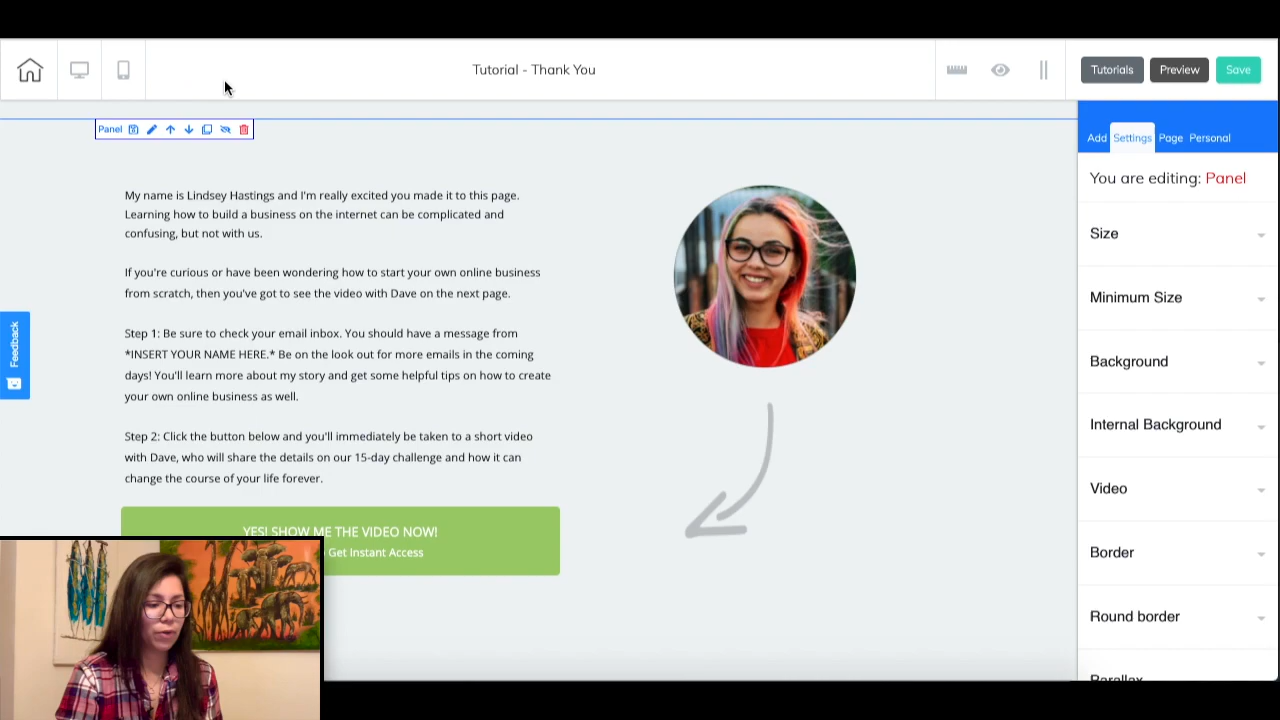 Tutorial - Thank You
Tutorials
Preview
Save
Panel
Add
Settings
Page
Personal
You are editing: Panel
My name is Lindsey Hastings and I'm really excited you made it to this page.
Learning how to build a business on the internet can be complicated and
confusing, but not with us.
If you're curious or have been wondering how to start your own online business
from scratch, then you've got to see the video with Dave on the next page.
Step 1: Be sure to check your email inbox. You should have a message from
*INSERT YOUR NAME HERE.* Be on the look out for more emails in the coming
days! You'll learn more about my story and get some helpful tips on how to create
your own online business as well.
Step 2: Click the button below and you'll immediately be taken to a short video
with Dave, who will share the details on our 15-day challenge and how it can
change the course of your life forever.
YES! SHOW ME THE VIDEO NOW!
Get Instant Access
Feedback
Size
Minimum Size
Background
Internal Background
Video
Border
Round border
Parallax